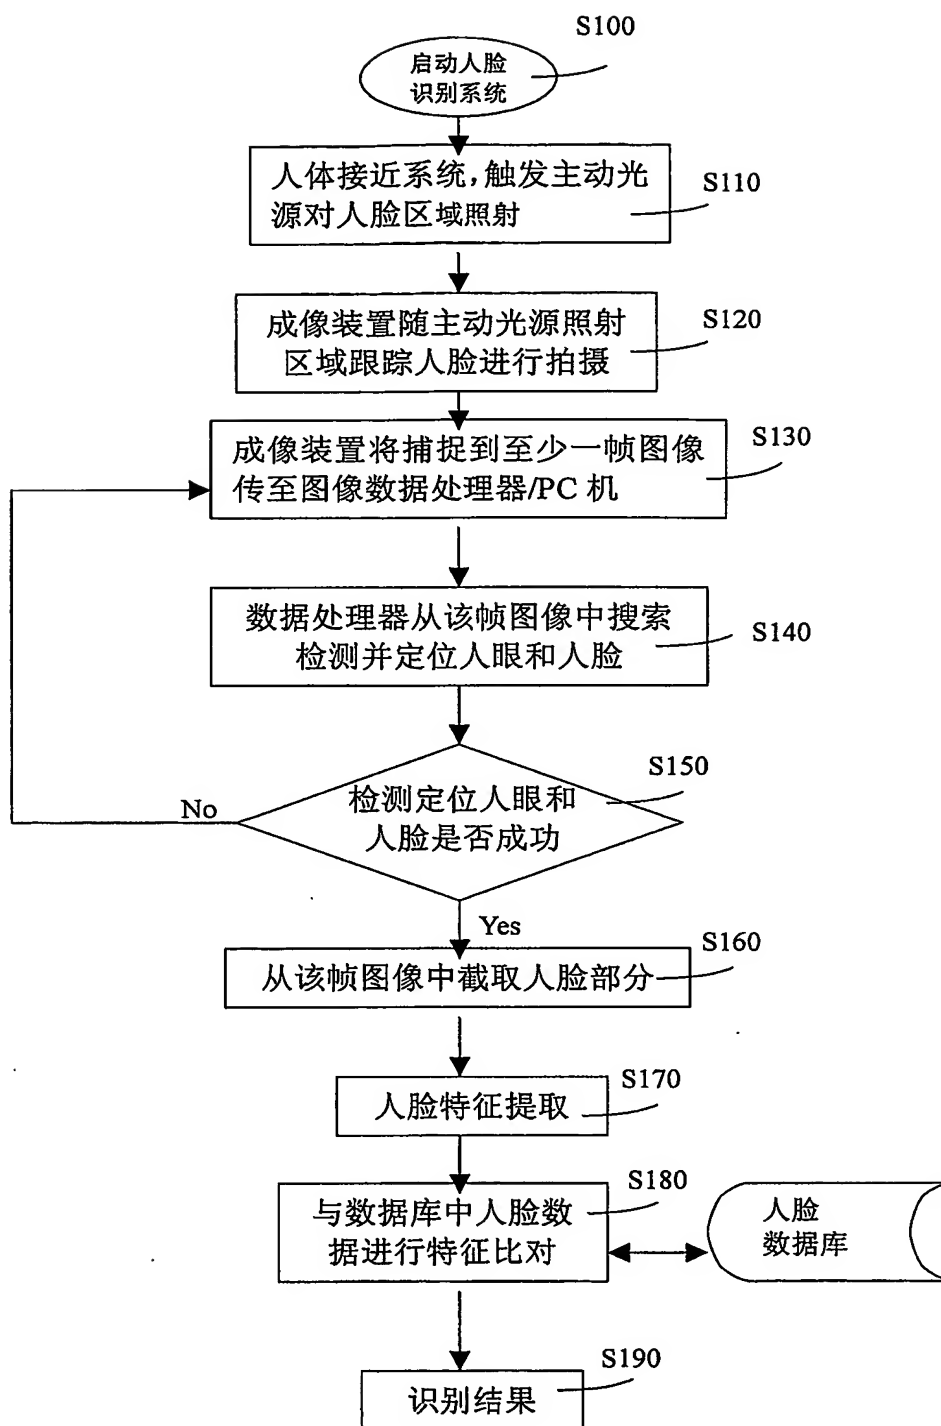 S100
启动人脸
识别系统
人体接近系统,触发主动光
源对人脸区域照射
S110
成像装置随主动光源照射
区域跟踪人脸进行拍摄
S120
成像装置将捕捉到至少一帧图像
传至图像数据处理器/PC 机
S130
数据处理器从该帧图像中搜索
检测并定位人眼和人脸
S140
S150
检测定位人眼和
人脸是否成功
No
Yes
S160
从该帧图像中截取人脸部分
S170
人脸特征提取
S180
与数据库中人脸数
据进行特征比对
人脸
数据库
S190
识别结果